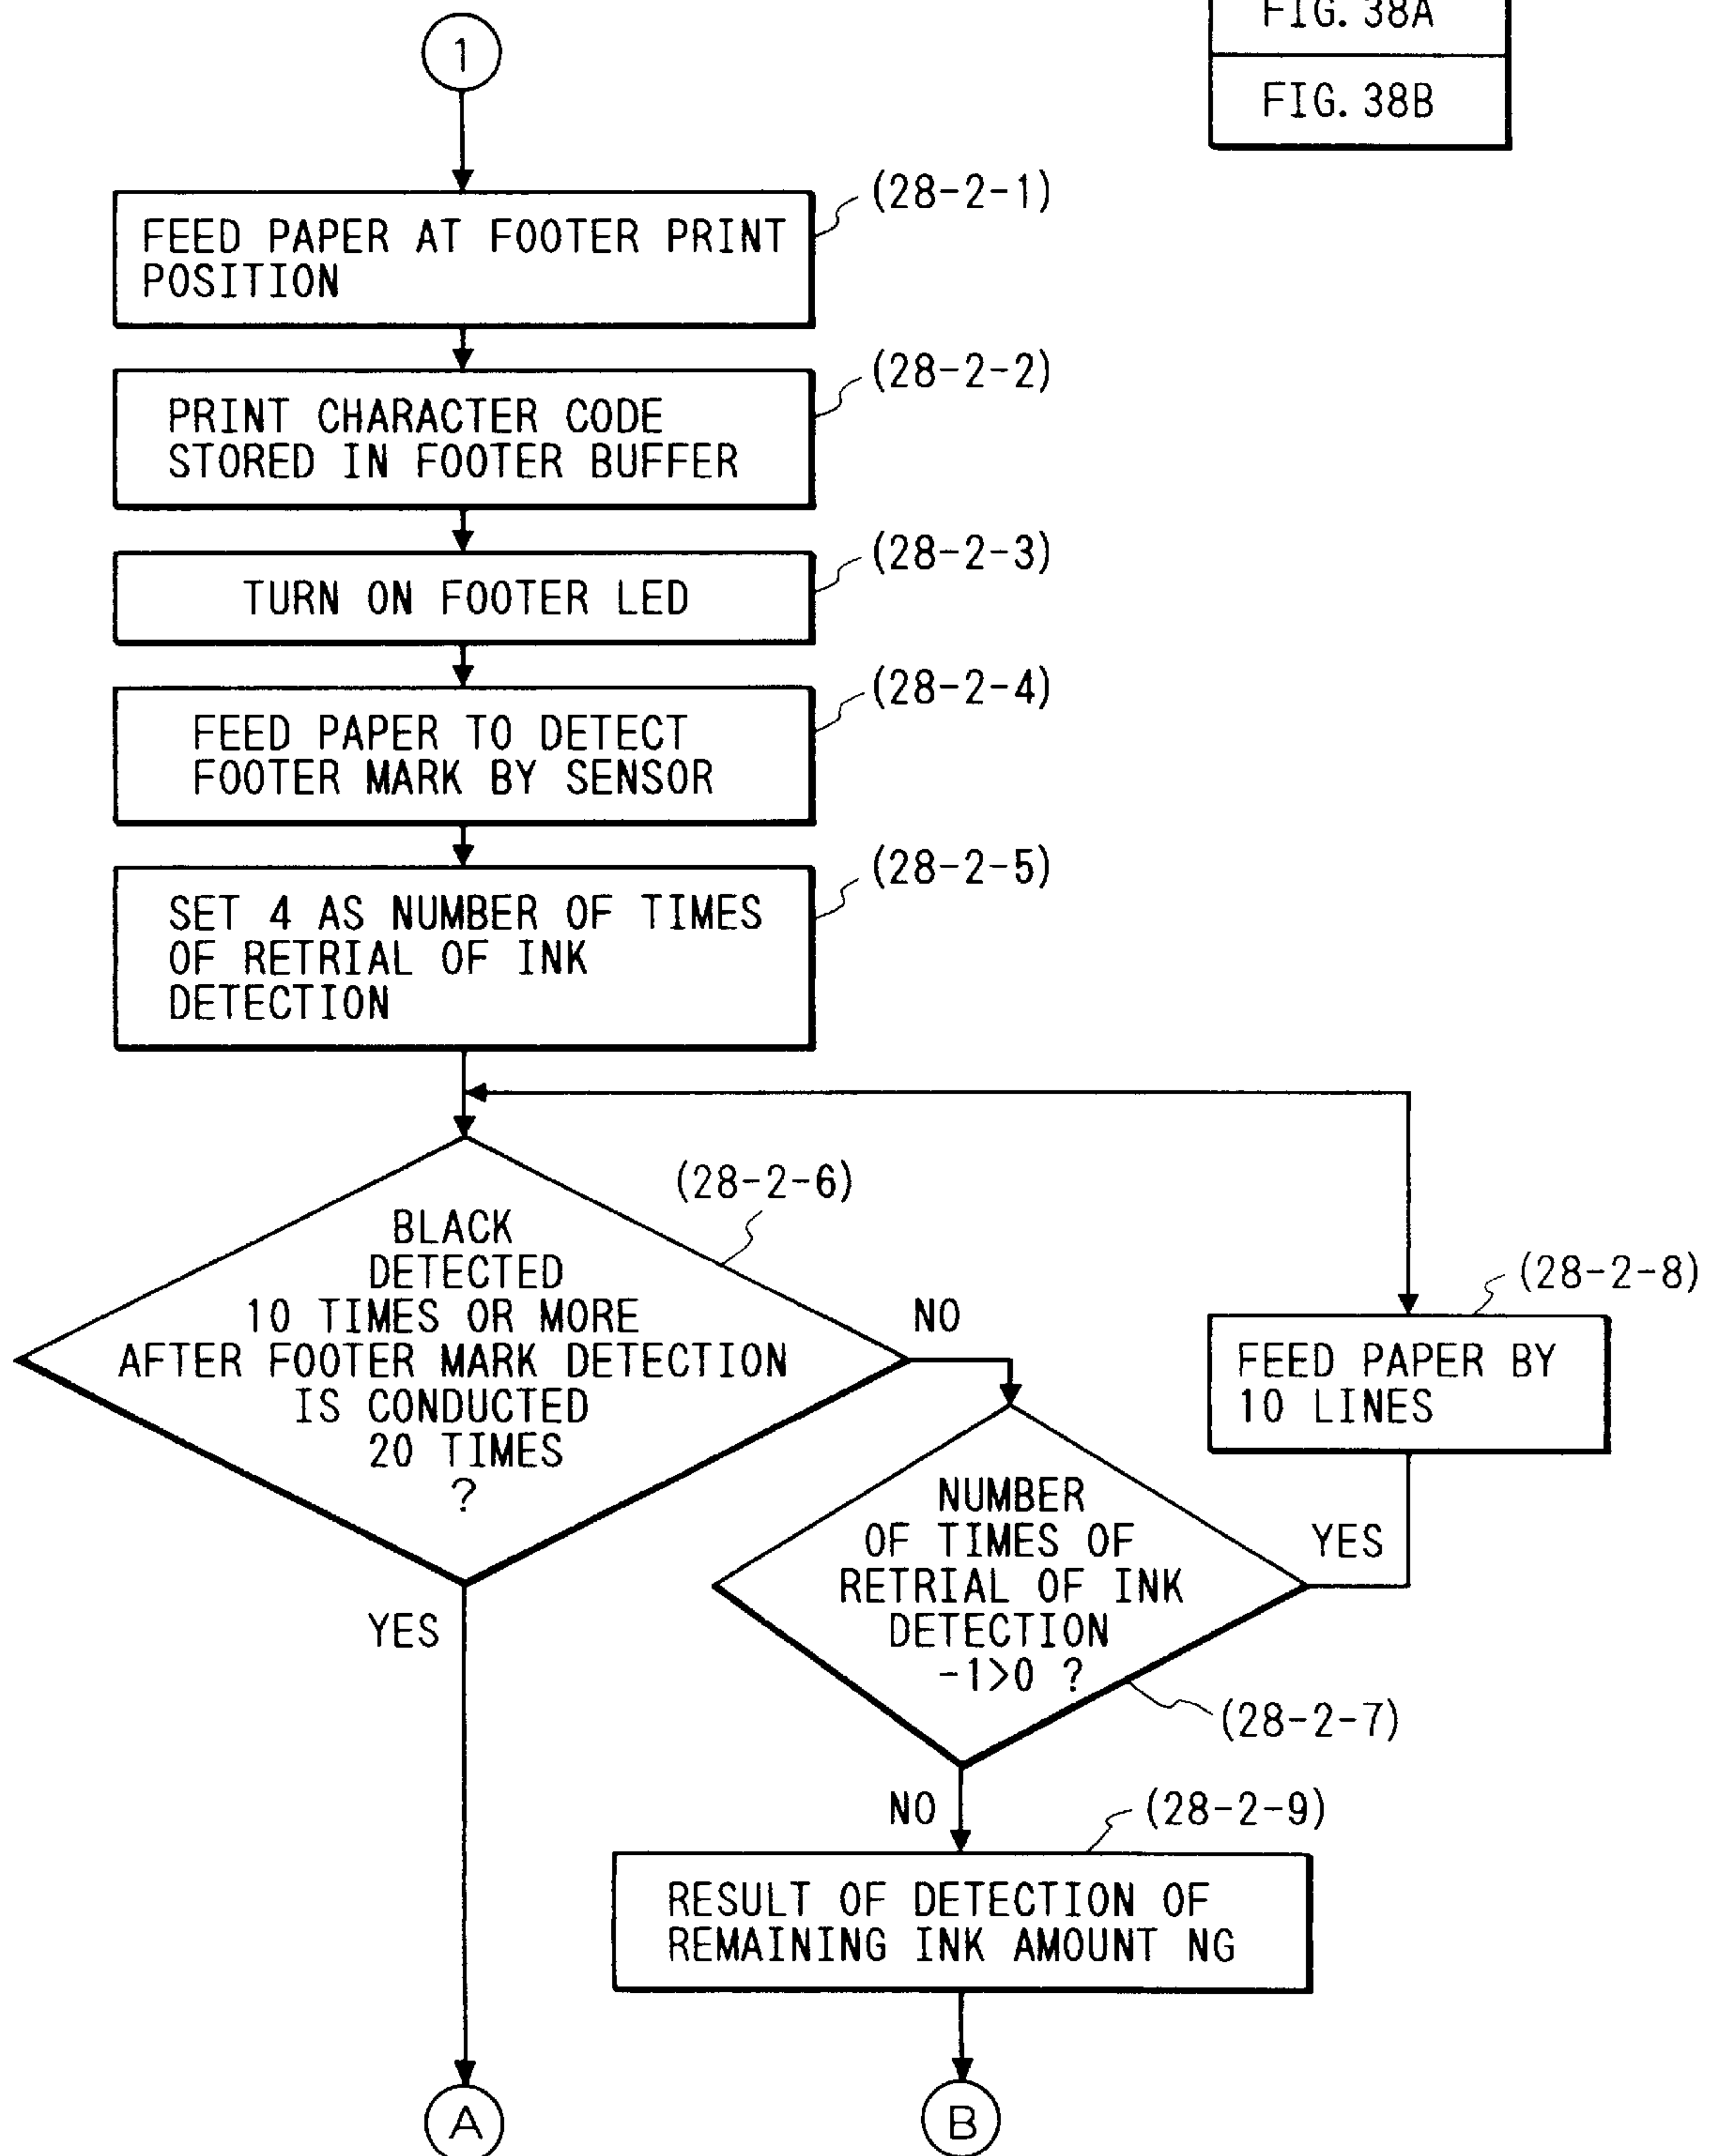 FIG. 38A
FIG. 38B
1
(28-2-1)
FEED PAPER AT FOOTER PRINT
POSITION
(28-2-2)
PRINT CHARACTER CODE
STORED IN FOOTER BUFFER
(28-2-3)
TURN ON FOOTER LED
(28-2-4)
FEED PAPER TO DETECT
FOOTER MARK BY SENSOR
(28-2-5)
SET 4 AS NUMBER OF TIMES
OF RETRIAL OF INK
DETECTION
(28-2-6)
BLACK
DETECTED
10 TIMES OR MORE
AFTER FOOTER MARK DETECTION
IS CONDUCTED
20 TIMES
?
NO
YES
(28-2-8)
FEED PAPER BY
10 LINES
NUMBER
OF TIMES OF
RETRIAL OF INK
DETECTION
-1>0 ?
YES
(28-2-7)
NO
(28-2-9)
RESULT OF DETECTION OF
REMAINING INK AMOUNT NG
A
B